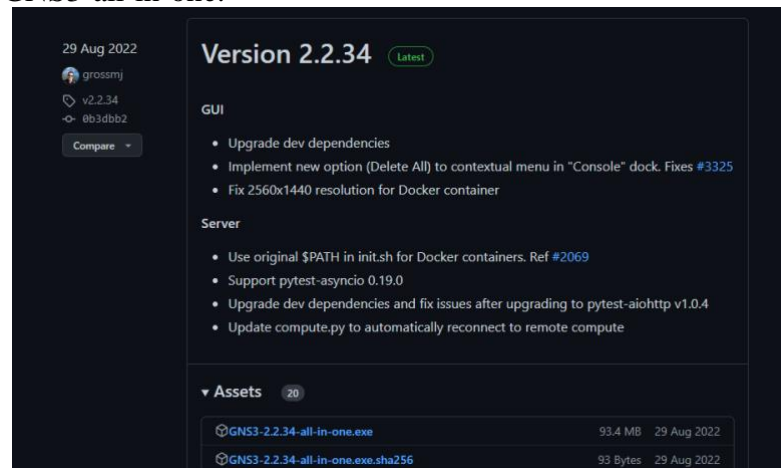 GNS3 all-in-one.
29 Aug 2022
grossmj
v2.2.34
0b3dbb2
Compare
Version 2.2.34 Latest
GUI
Upgrade dev dependencies
Implement new option (Delete All) to contextual menu in "Console" dock. Fixes #3325
Fix 2560x1440 resolution for Docker container
Server
Use original $PATH in init.sh for Docker containers. Ref #2069
Support pytest-asyncio 0.19.0
Upgrade dev dependencies and fix issues after upgrading to pytest-aiohttp v1.0.4
Update compute.py to automatically reconnect to remote compute
Assets 20
GNS3-2.2.34-all-in-one.exe 93.4 MB 29 Aug 2022
GNS3-2.2.34-all-in-one.exe.sha256 93 Bytes 29 Aug 2022